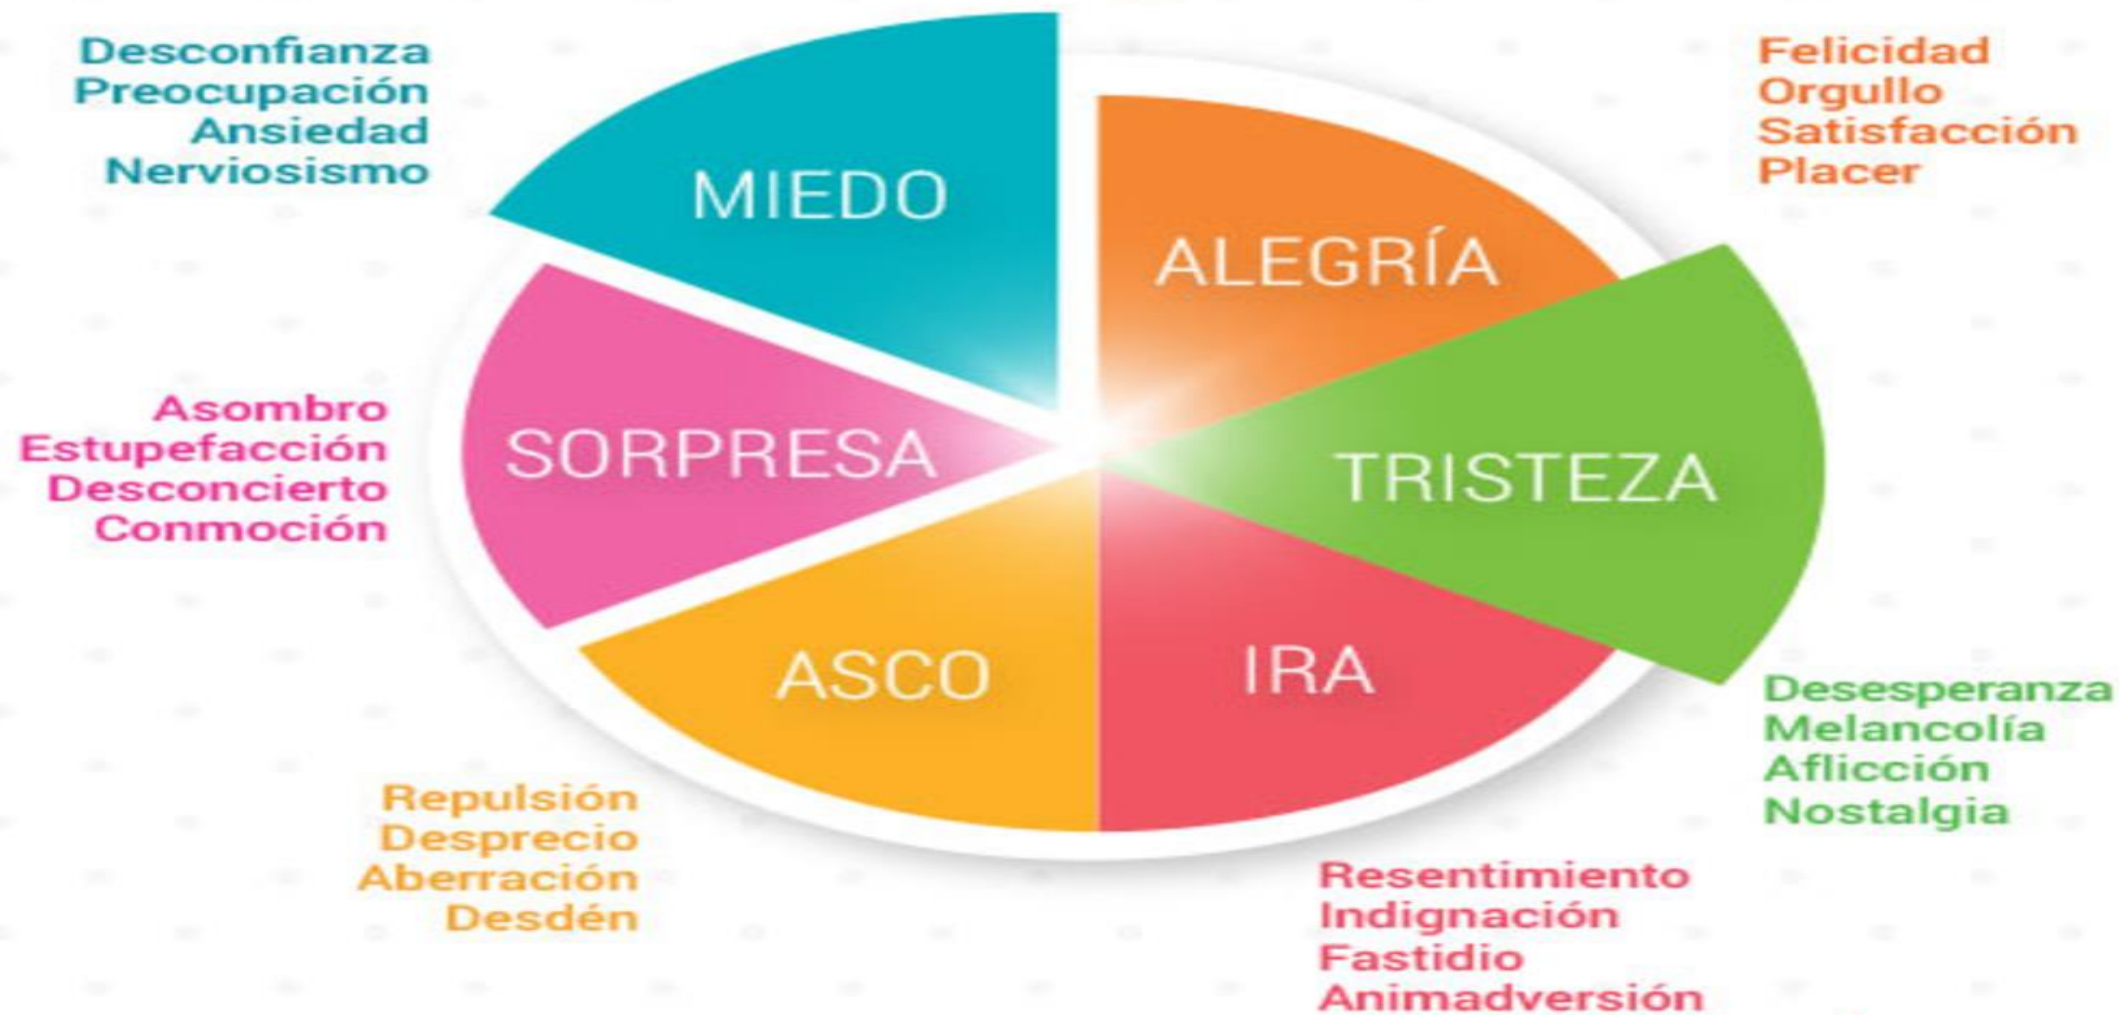 Desconfianza
Preocupación
Ansiedad
Nerviosismo
MIEDO
ALEGRÍA
Felicidad
Orgullo
Satisfacción
Placer
Asombro
Estupefacción
Desconcierto
Conmoción
SORPRESA
TRISTEZA
Desesperanza
Melancolía
Aflicción
Nostalgia
ASCO
IRA
Repulsión
Desprecio
Aberración
Desdén
Resentimiento
Indignación
Fastidio
Animadversión